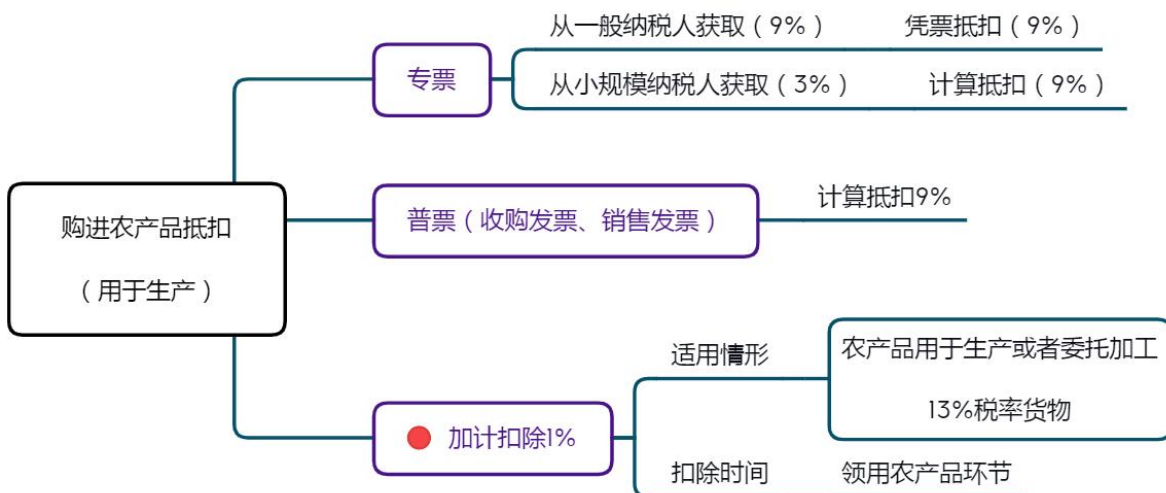 从一般纳税人获取（9%）
凭票抵扣（9%）
专票
从小规模纳税人获取（3%）
计算抵扣（9%）
购进农产品抵扣
（用于生产）
普票（收购发票、销售发票）
计算抵扣9%
加计扣除1%
适用情形
农产品用于生产或者委托加工
13%税率货物
扣除时间
领用农产品环节